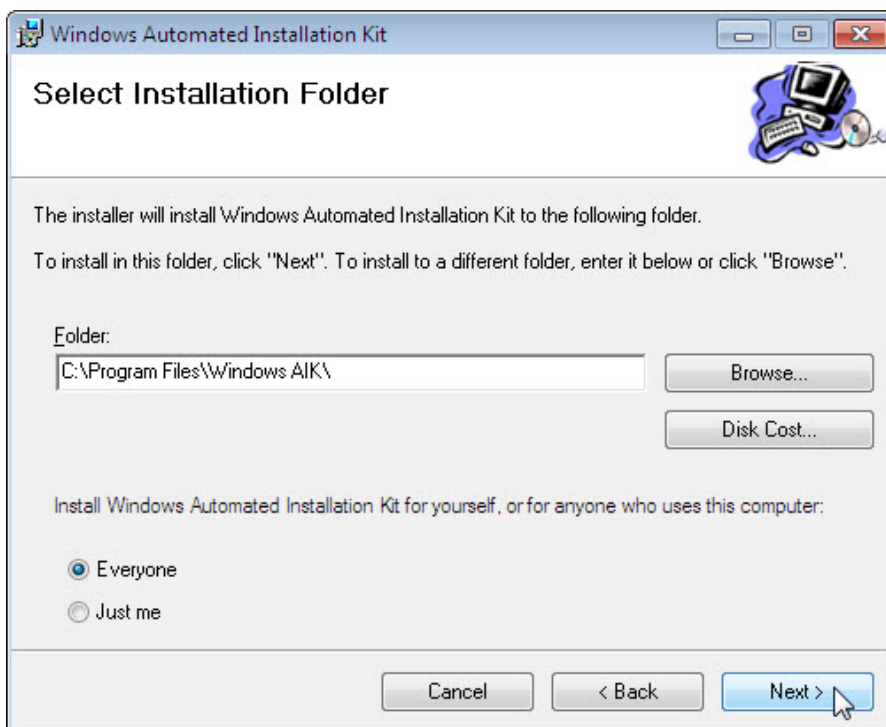 Windows Automated Installation Kit
Select Installation Folder
The installer will install Windows Automated Installation Kit to the following folder.
To install in this folder, click "Next". To install to a different folder, enter it below or click "Browse".
Folder:
C:\Program Files\Windows AIK\
Browse...
Disk Cost...
Install Windows Automated Installation Kit for yourself, or for anyone who uses this computer:
Everyone
Just me
Cancel
< Back
Next >